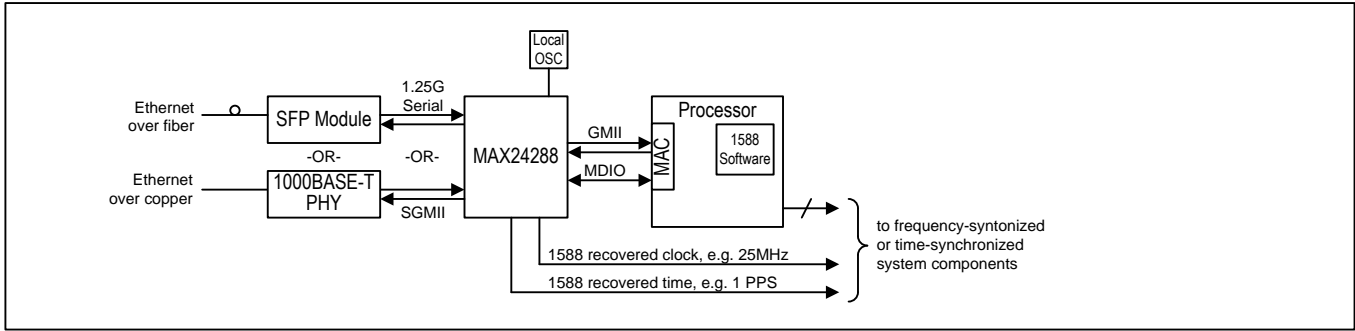 Local
OSC
1.25G
Serial
Ethernet
over fiber
SFP Module
-OR-
-OR-
Ethernet
over copper
1000BASE-T
PHY
SGMII
MAX24288
GMII
MDIO
Processor
MAC
1588
Software
1588 recovered clock, e.g. 25MHz
1588 recovered time, e.g. 1 PPS
to frequency-syntonized
or time-synchronized
system components